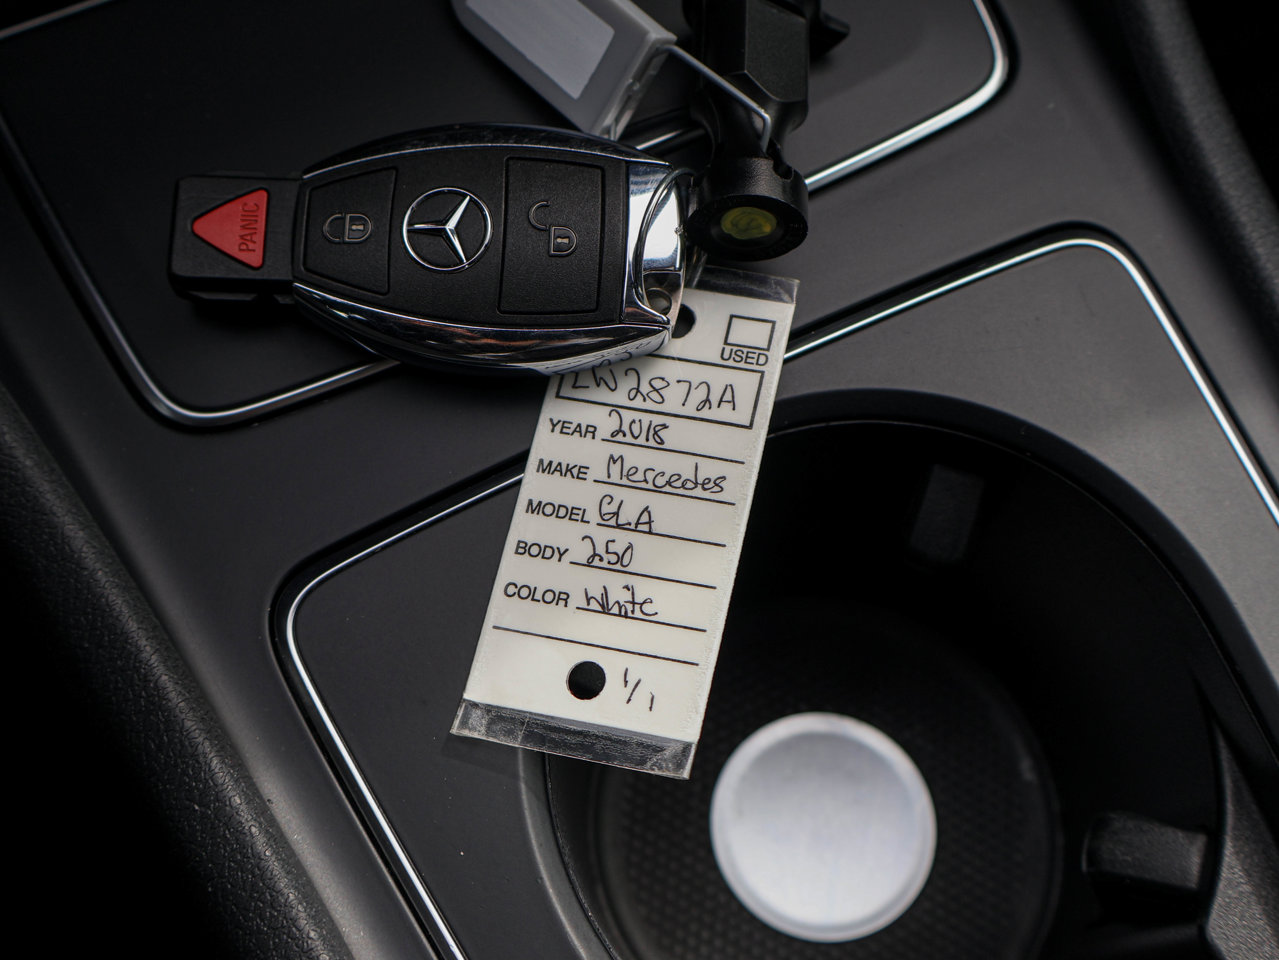 PANIC
USED
LW2872A
YEAR 2018
MAKE Mercedes
MODEL GLA
BODY 250
COLOR White
1/1